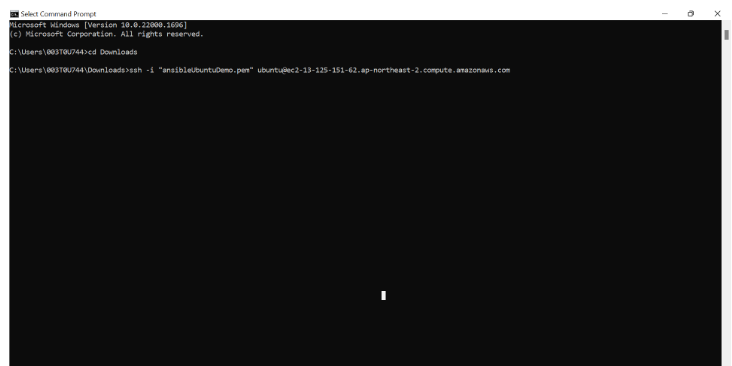 Select Command Prompt
Microsoft Windows [Version 10.0.22000.1696]
(c) Microsoft Corporation. All rights reserved.
C:\Users\003T0U744>cd Downloads
C:\Users\003T0U744\Downloads>ssh -i "ansibleUbuntuDemo.pem" ubuntu@ec2-13-125-151-62.ap-northeast-2.compute.amazonaws.com